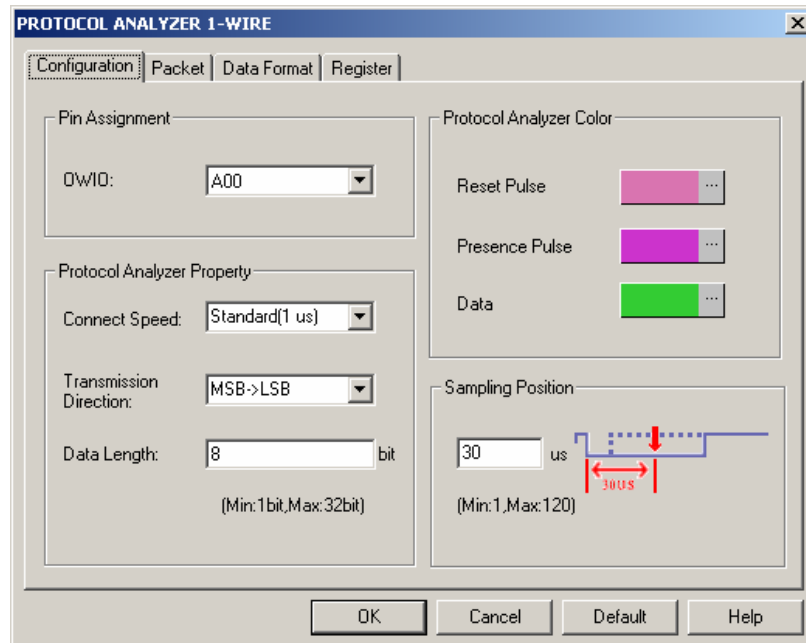 PROTOCOL ANALYZER 1-WIRE
Configuration
Packet
Data Format
Register
Pin Assignment
OWIO:
A00
Protocol Analyzer Property
Connect Speed:
Standard(1 us)
Transmission
Direction:
MSB->LSB
Data Length:
8
bit
(Min:1bit,Max:32bit)
Protocol Analyzer Color
Reset Pulse
...
Presence Pulse
...
Data
...
Sampling Position
30
us
30US
(Min:1,Max:120)
OK
Cancel
Default
Help